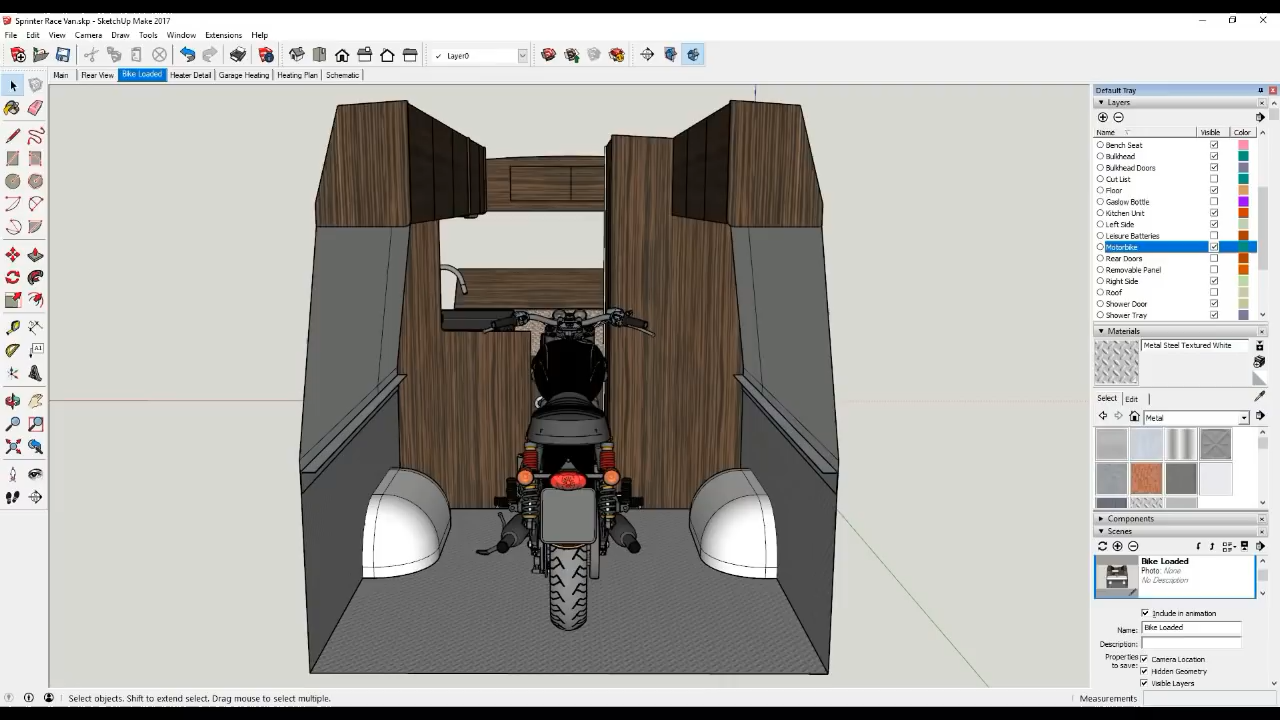 Sprinter Race Van.skp - SketchUp Make 2017
File Edit View Camera Draw Tools Window Extensions Help
Layer0
Main Rear View Bike Loaded Heater Detail Garage Heating Heating Plan Schematic
Default Tray
Layers
Name Visible Color
Bench Seat
Bulkhead
Bulkhead Doors
Cut List
Floor
Gaslow Bottle
Kitchen Unit
Left Side
Leisure Batteries
Motorbike
Rear Doors
Removable Panel
Right Side
Roof
Shower Door
Shower Tray
Materials
Metal Steel Textured White
Select Edit
Metal
Components
Scenes
Bike Loaded
Photo: None
No Description
Include in animation
Name: Bike Loaded
Description:
Properties to save:
Camera Location
Hidden Geometry
Visible Layers
Select objects. Shift to extend select. Drag mouse to select multiple.
Measurements